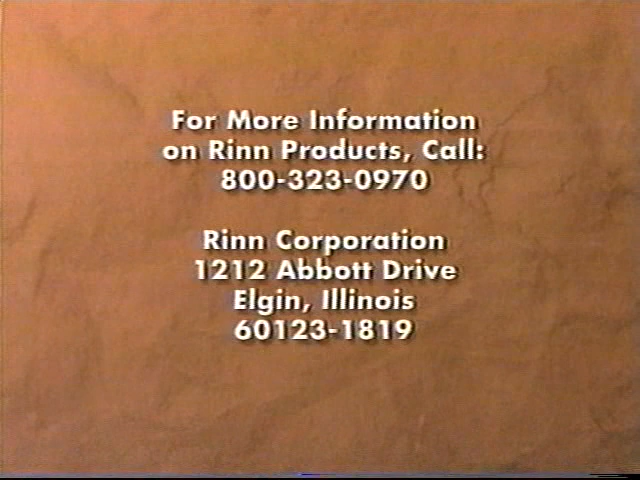 For More Information
on Rinn Products, Call:
800-323-0970
Rinn Corporation
1212 Abbott Drive
Elgin, Illinois
60123-1819